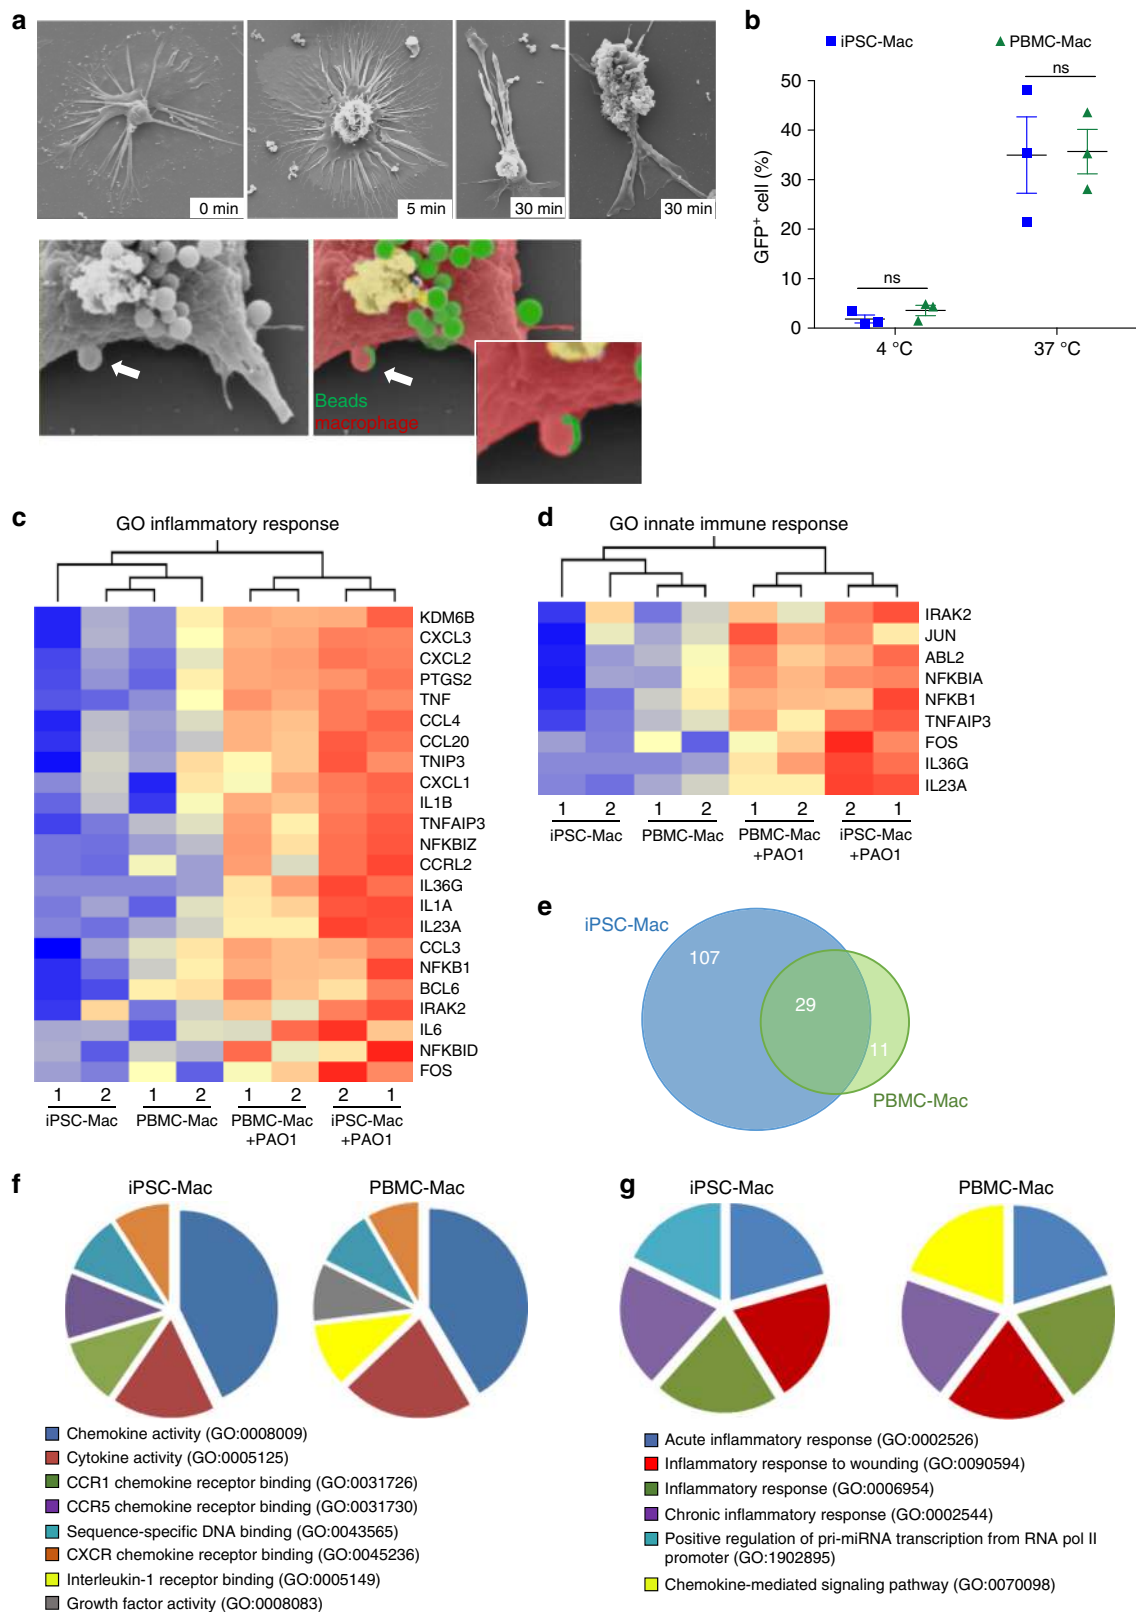 a
0 min
5 min
30 min
30 min
Beads
macrophage
b
iPSC-Mac
PBMC-Mac
ns
ns
GFP+ cell (%)
50
40
30
20
10
0
4 °C
37 °C
c
GO inflammatory response
KDM6B
CXCL3
CXCL2
PTGS2
TNF
CCL4
CCL20
TNIP3
CXCL1
IL1B
TNFAIP3
NFKBIZ
CCRL2
IL36G
IL1A
IL23A
CCL3
NFKB1
BCL6
IRAK2
IL6
NFKBID
FOS
1 2 1 2 1 2 2 1
iPSC-Mac PBMC-Mac PBMC-Mac iPSC-Mac
+PAO1 +PAO1
d
GO innate immune response
IRAK2
JUN
ABL2
NFKBIA
NFKB1
TNFAIP3
FOS
IL36G
IL23A
1 2 1 2 1 2 2 1
iPSC-Mac PBMC-Mac PBMC-Mac iPSC-Mac
+PAO1 +PAO1
e
iPSC-Mac
107
29
11
PBMC-Mac
f
iPSC-Mac PBMC-Mac
Chemokine activity (GO:0008009)
Cytokine activity (GO:0005125)
CCR1 chemokine receptor binding (GO:0031726)
CCR5 chemokine receptor binding (GO:0031730)
Sequence-specific DNA binding (GO:0043565)
CXCR chemokine receptor binding (GO:0045236)
Interleukin-1 receptor binding (GO:0005149)
Growth factor activity (GO:0008083)
g
iPSC-Mac PBMC-Mac
Acute inflammatory response (GO:0002526)
Inflammatory response to wounding (GO:0090594)
Inflammatory response (GO:0006954)
Chronic inflammatory response (GO:0002544)
Positive regulation of pri-miRNA transcription from RNA pol II
promoter (GO:1902895)
Chemokine-mediated signaling pathway (GO:0070098)